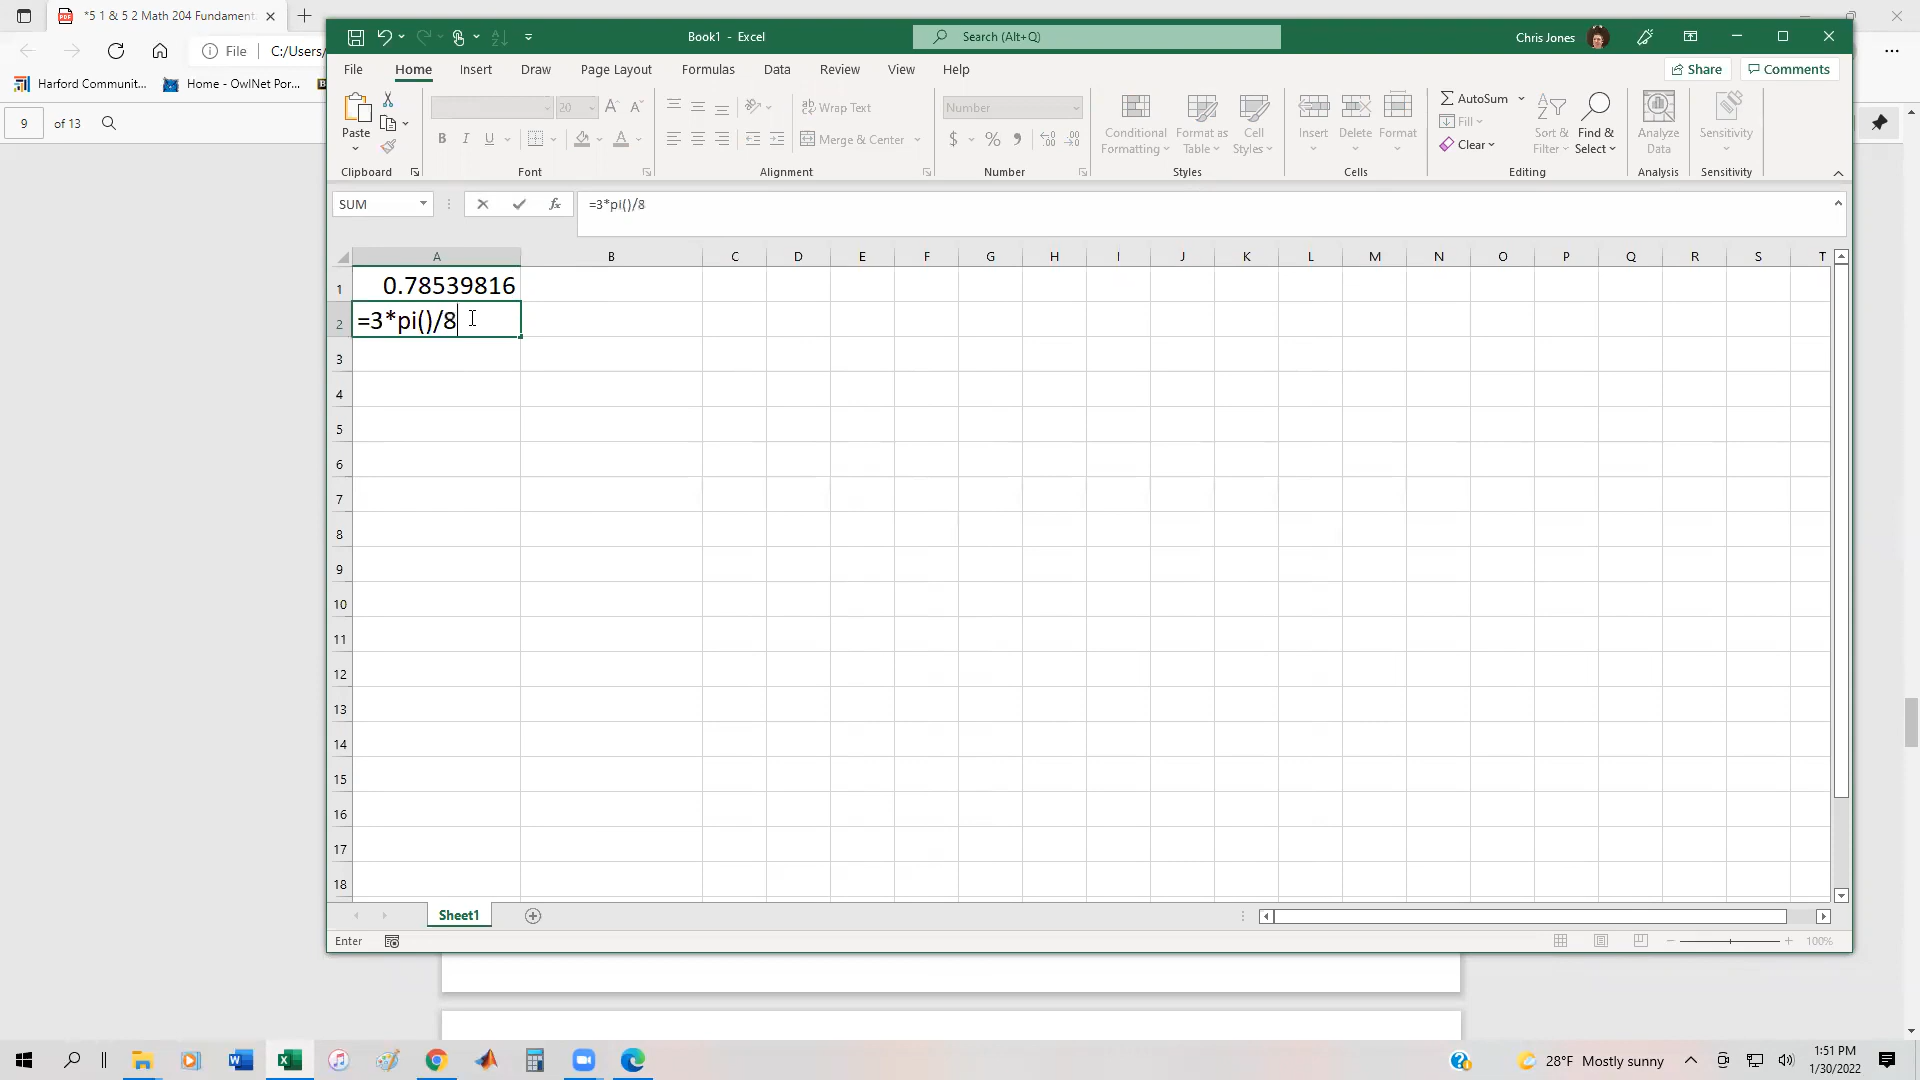 *5 1 & 5 2 Math 204 Fundament
File C:/Users/
Harford Communit... Home - OwlNet Por...
9 of 13
Book1 - Excel
Search (Alt+Q)
Chris Jones
File Home Insert Draw Page Layout Formulas Data Review View Help
Share Comments
Paste
20
Wrap Text
Merge & Center
Number
Conditional Formatting
Format as Table
Cell Styles
Insert Delete Format
AutoSum
Fill
Clear
Sort & Filter
Find & Select
Analyze Data
Sensitivity
Clipboard Font Alignment Number Styles Cells Editing Analysis Sensitivity
SUM
=3*pi()/8
A B C D E F G H I J K L M N O P Q R S T
1 0.78539816
2 =3*pi()/8
3
4
5
6
7
8
9
10
11
12
13
14
15
16
17
18
Sheet1
Enter
100%
28°F Mostly sunny
1:51 PM
1/30/2022